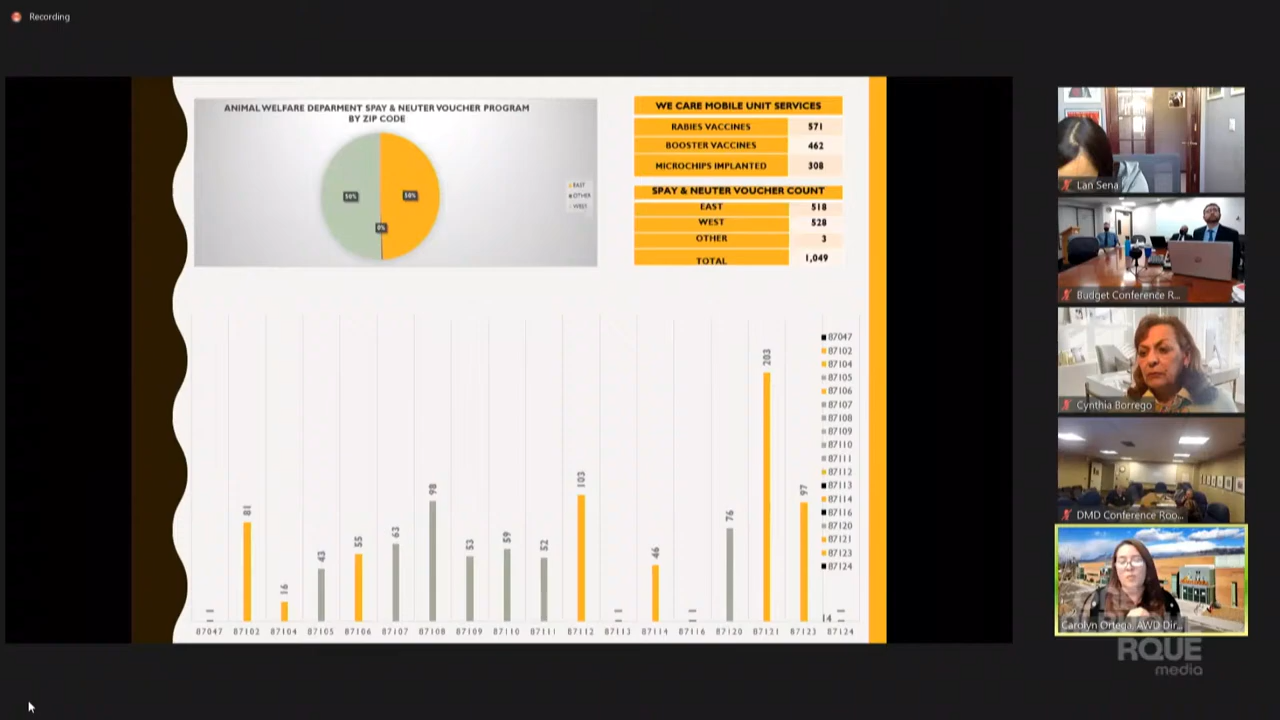 Recording
ANIMAL WELFARE DEPARMENT SPAY & NEUTER VOUCHER PROGRAM
BY ZIP CODE
50%
50%
0%
EAST
OTHER
WEST
WE CARE MOBILE UNIT SERVICES
RABIES VACCINES 571
BOOSTER VACCINES 462
MICROCHIPS IMPLANTED 308
SPAY & NEUTER VOUCHER COUNT
EAST 518
WEST 528
OTHER 3
TOTAL 1,049
81
16
43
55
63
98
53
59
52
103
46
76
203
97
14
87047
87102
87104
87105
87106
87107
87108
87109
87110
87111
87112
87113
87114
87116
87120
87121
87123
87124
87047 87102 87104 87105 87106 87107 87108 87109 87110 87111 87112 87113 87114 87116 87120 87121 87123 87124
Lan Sena
Budget Conference R...
Cynthia Borrego
DMD Conference Roo...
Carolyn Ortega, AWD Dir...
RQUE
media